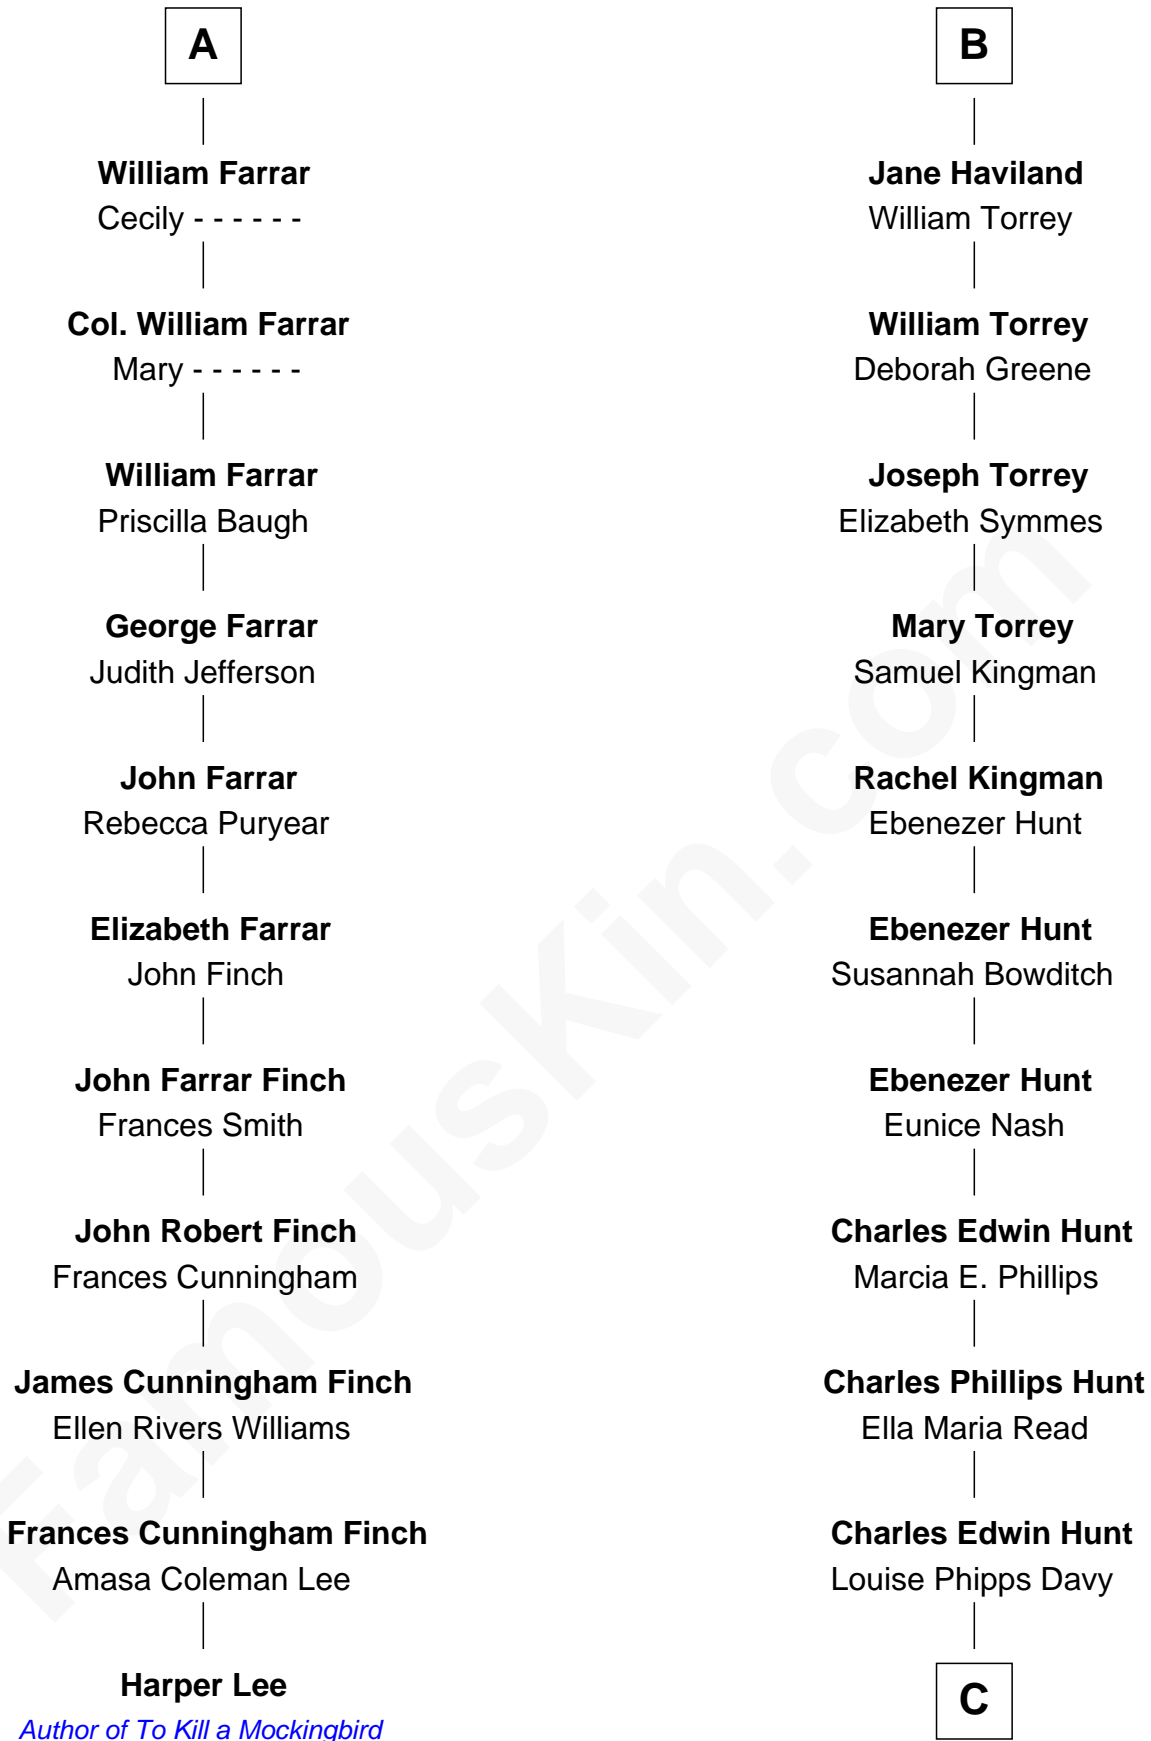 A
William Farrar
Cecily - - - - - -
Col. William Farrar
Mary - - - - - -
William Farrar
Priscilla Baugh
George Farrar
Judith Jefferson
John Farrar
Rebecca Puryear
Elizabeth Farrar
John Finch
John Farrar Finch
Frances Smith
John Robert Finch
Frances Cunningham
James Cunningham Finch
Ellen Rivers Williams
Frances Cunningham Finch
Amasa Coleman Lee
Harper Lee
Author of To Kill a Mockingbird
B
Jane Haviland
William Torrey
William Torrey
Deborah Greene
Joseph Torrey
Elizabeth Symmes
Mary Torrey
Samuel Kingman
Rachel Kingman
Ebenezer Hunt
Ebenezer Hunt
Susannah Bowditch
Ebenezer Hunt
Eunice Nash
Charles Edwin Hunt
Marcia E. Phillips
Charles Phillips Hunt
Ella Maria Read
Charles Edwin Hunt
Louise Phipps Davy
C
FamousKin.com